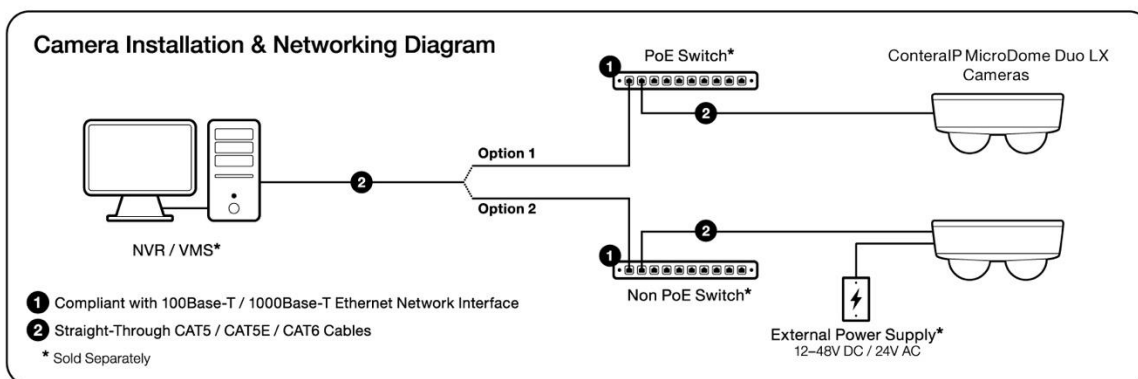 Camera Installation & Networking Diagram
1
PoE Switch*
ConteraIP MicroDome Duo LX
Cameras
2
Option 1
2
Option 2
NVR / VMS*
1
2
Non PoE Switch*
External Power Supply*
12–48V DC / 24V AC
1 Compliant with 100Base-T / 1000Base-T Ethernet Network Interface
2 Straight-Through CAT5 / CAT5E / CAT6 Cables
* Sold Separately